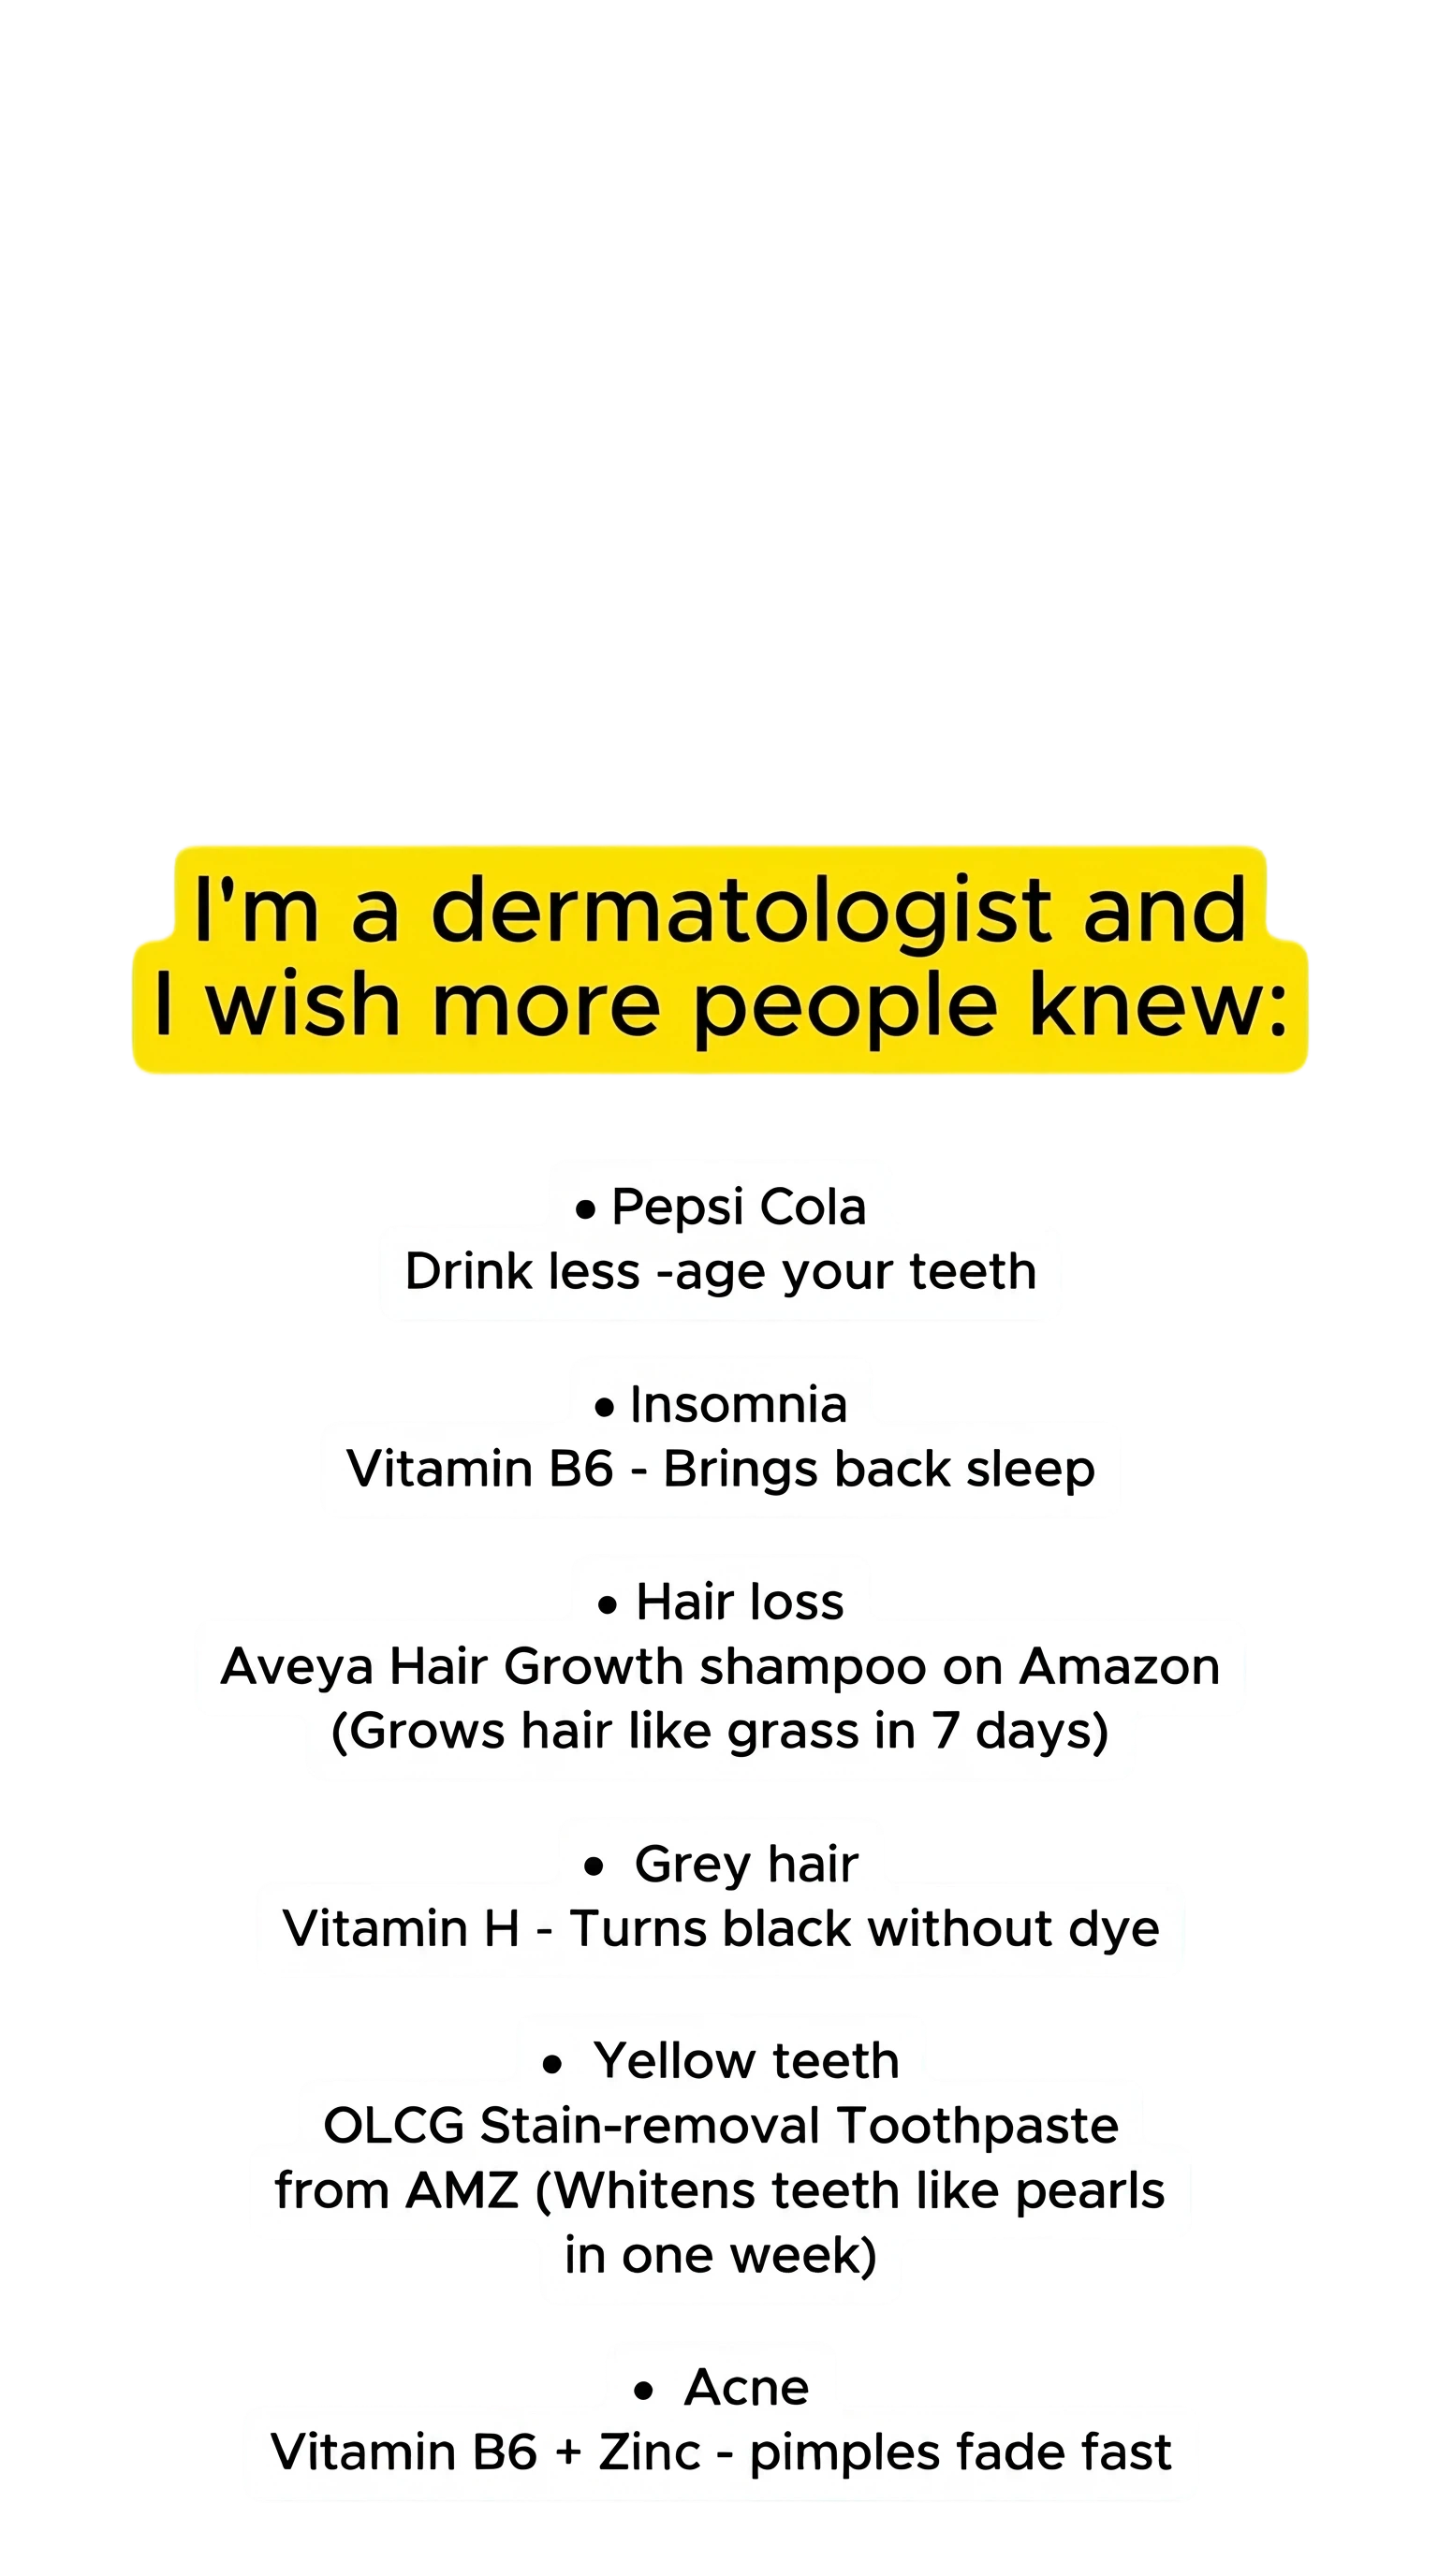 I'm a dermatologist and
I wish more people knew:
• Pepsi Cola
Drink less -age your teeth
• Insomnia
Vitamin B6 - Brings back sleep
• Hair loss
Aveya Hair Growth shampoo on Amazon
(Grows hair like grass in 7 days)
• Grey hair
Vitamin H - Turns black without dye
• Yellow teeth
OLCG Stain-removal Toothpaste
from AMZ (Whitens teeth like pearls
in one week)
• Acne
Vitamin B6 + Zinc - pimples fade fast